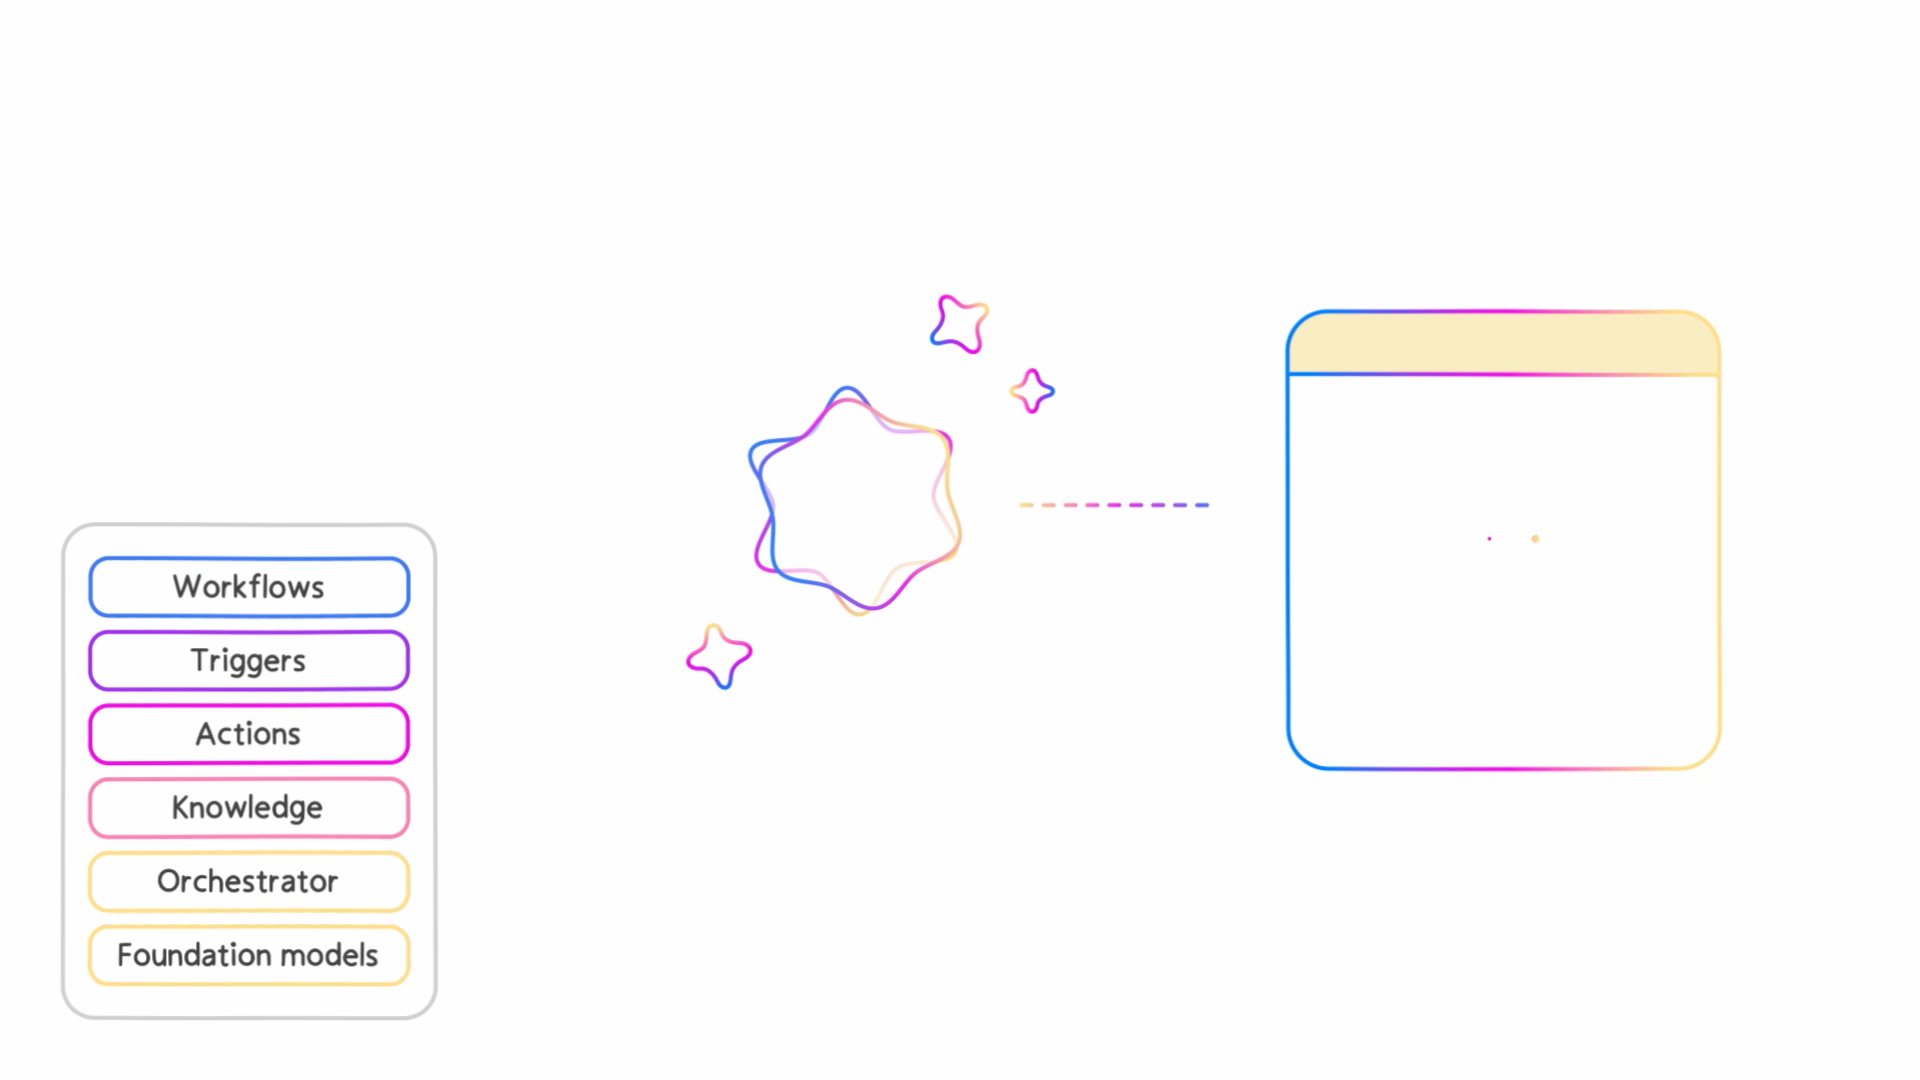 Workflows
Triggers
Actions
Knowledge
Orchestrator
Foundation models